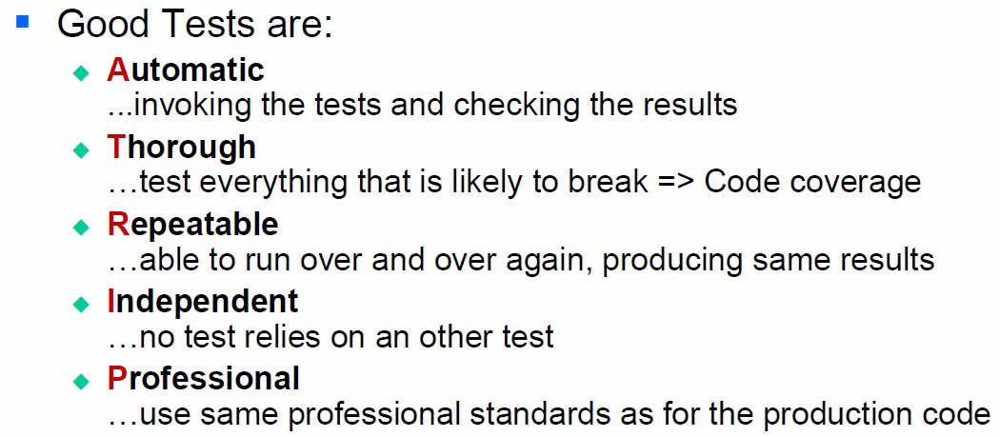 Good Tests are:
Automatic
...invoking the tests and checking the results
Thorough
…test everything that is likely to break => Code coverage
Repeatable
…able to run over and over again, producing same results
Independent
…no test relies on an other test
Professional
…use same professional standards as for the production code